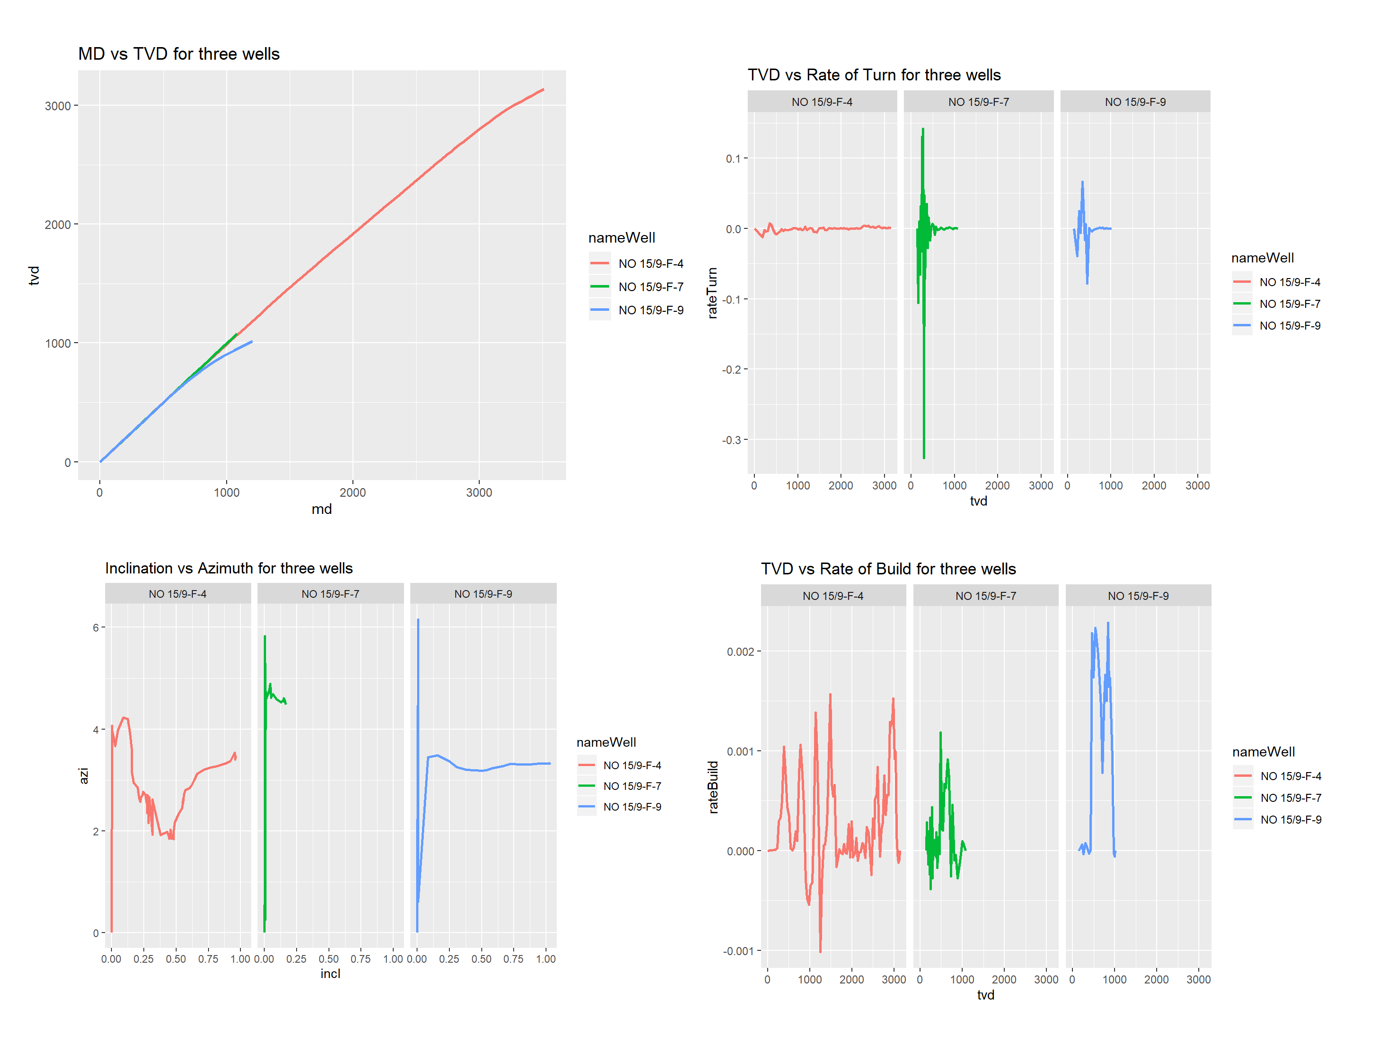 MD vs TVD for three wells
3000
2000
1000
0
tvd
0 1000 2000 3000
md
nameWell
NO 15/9-F-4
NO 15/9-F-7
NO 15/9-F-9
TVD vs Rate of Turn for three wells
NO 15/9-F-4 NO 15/9-F-7 NO 15/9-F-9
0.1
0.0
-0.1
-0.2
-0.3
rateTurn
0 1000 2000 3000 0 1000 2000 3000 0 1000 2000 3000
tvd
nameWell
NO 15/9-F-4
NO 15/9-F-7
NO 15/9-F-9
Inclination vs Azimuth for three wells
NO 15/9-F-4 NO 15/9-F-7 NO 15/9-F-9
6
4
2
0
azi
0.00 0.25 0.50 0.75 1.00 0.00 0.25 0.50 0.75 1.00 0.00 0.25 0.50 0.75 1.00
incl
nameWell
NO 15/9-F-4
NO 15/9-F-7
NO 15/9-F-9
TVD vs Rate of Build for three wells
NO 15/9-F-4 NO 15/9-F-7 NO 15/9-F-9
0.002
0.001
0.000
-0.001
rateBuild
0 1000 2000 3000 0 1000 2000 3000 0 1000 2000 3000
tvd
nameWell
NO 15/9-F-4
NO 15/9-F-7
NO 15/9-F-9